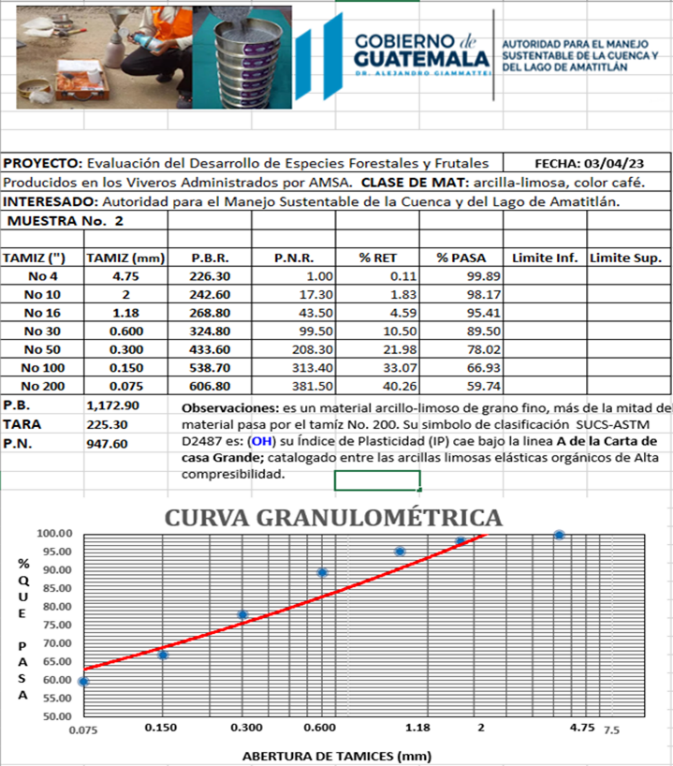 GOBIERNO de
GUATEMALA
DR. ALEJANDRO GIAMMATTEI
AUTORIDAD PARA EL MANEJO
SUSTENTABLE DE LA CUENCA Y
DEL LAGO DE AMATITLÁN
PROYECTO: Evaluación del Desarrollo de Especies Forestales y Frutales FECHA: 03/04/23
Producidos en los Viveros Administrados por AMSA. CLASE DE MAT: arcilla-limosa, color café.
INTERESADO: Autoridad para el Manejo Sustentable de la Cuenca y del Lago de Amatitlán.
MUESTRA No. 2
TAMIZ (") TAMIZ (mm) P.B.R. P.N.R. % RET % PASA Limite Inf. Limite Sup.
No 4 4.75 226.30 1.00 0.11 99.89
No 10 2 242.60 17.30 1.83 98.17
No 16 1.18 268.80 43.50 4.59 95.41
No 30 0.600 324.80 99.50 10.50 89.50
No 50 0.300 433.60 208.30 21.98 78.02
No 100 0.150 538.70 313.40 33.07 66.93
No 200 0.075 606.80 381.50 40.26 59.74
P.B. 1,172.90
TARA 225.30
P.N. 947.60
Observaciones: es un material arcillo-limoso de grano fino, más de la mitad del
material pasa por el tamíz No. 200. Su simbolo de clasificación SUCS-ASTM
D2487 es: (OH) su Índice de Plasticidad (IP) cae bajo la linea A de la Carta de
casa Grande; catalogado entre las arcillas limosas elásticas orgánicos de Alta
compresibilidad.
CURVA GRANULOMÉTRICA
% QUE PASA
100.00
95.00
90.00
85.00
80.00
75.00
70.00
65.00
60.00
55.00
50.00
0.075 0.150 0.300 0.600 1.18 2 4.75 7.5
ABERTURA DE TAMICES (mm)